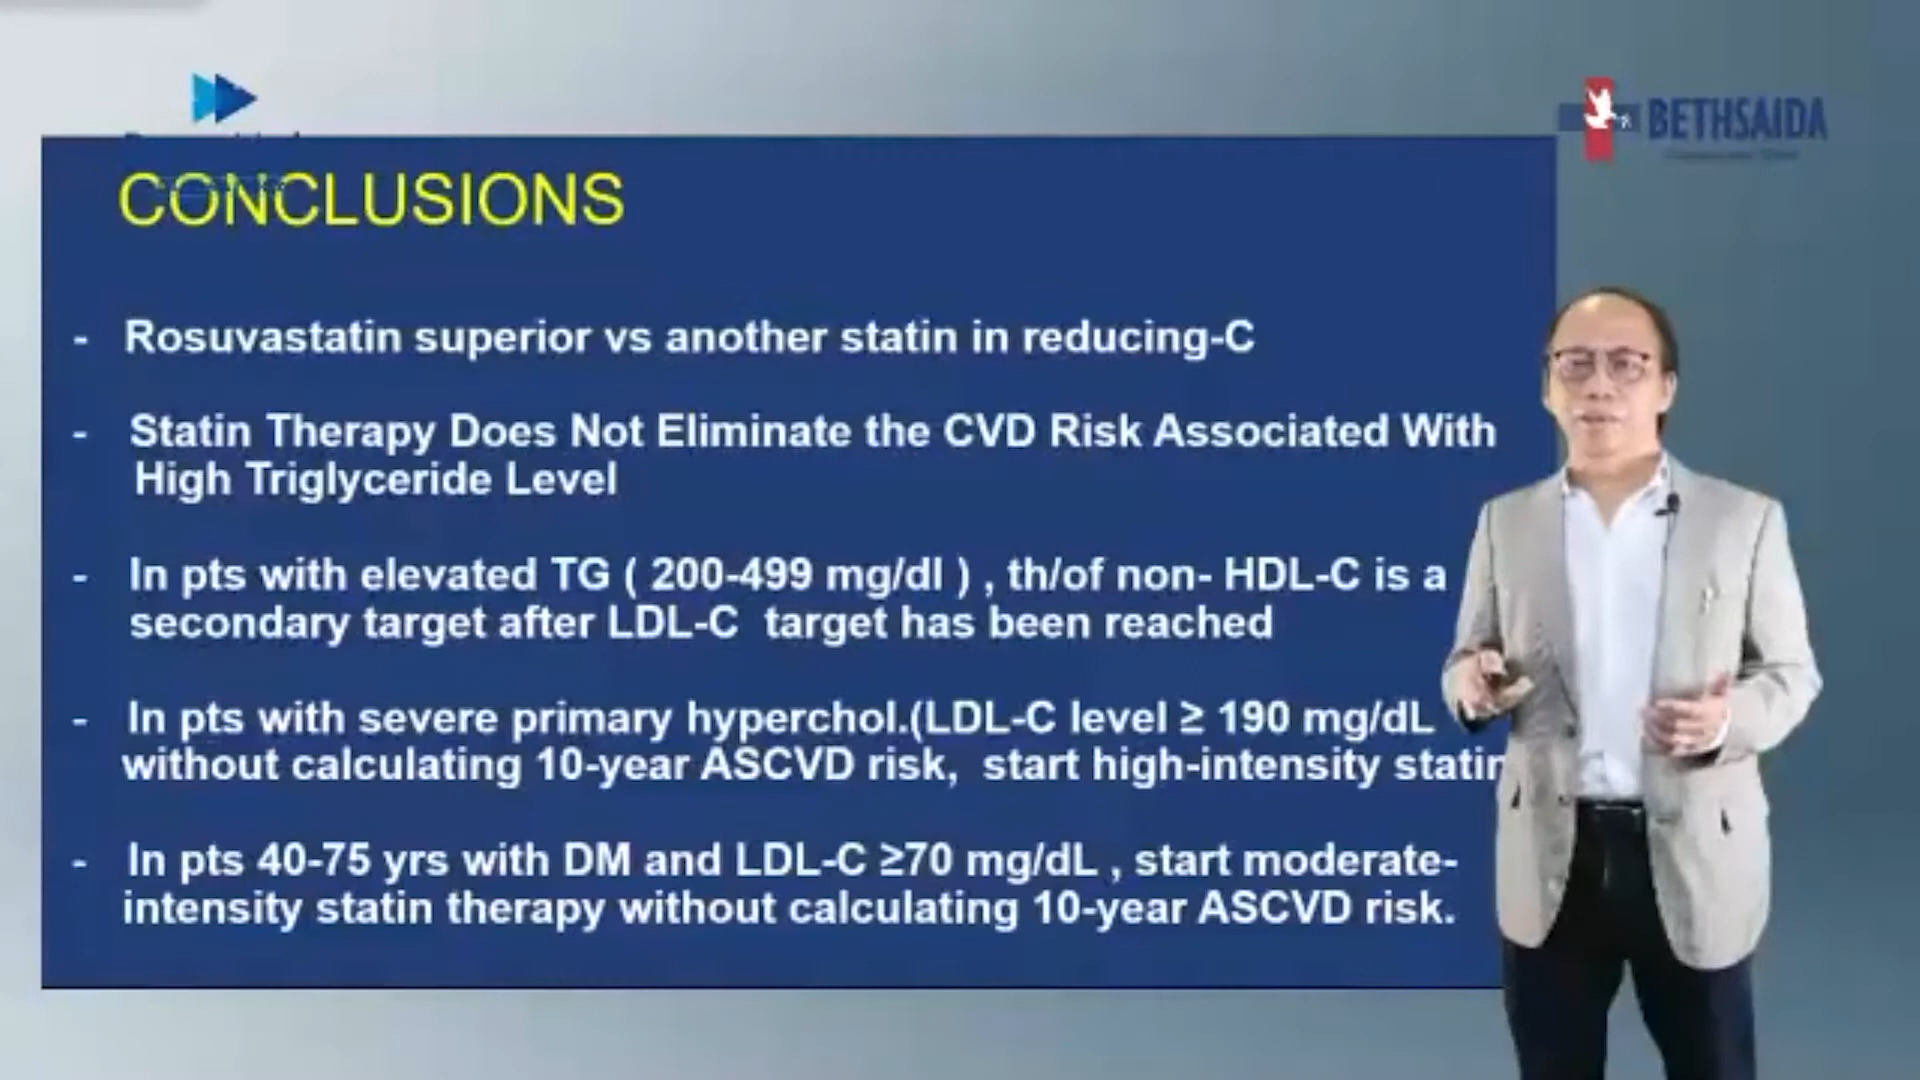 BETHSAIDA
CONCLUSIONS
- Rosuvastatin superior vs another statin in reducing-C
- Statin Therapy Does Not Eliminate the CVD Risk Associated With
High Triglyceride Level
- In pts with elevated TG ( 200-499 mg/dl ) , th/of non- HDL-C is a
secondary target after LDL-C target has been reached
- In pts with severe primary hyperchol.(LDL-C level ≥ 190 mg/dL
without calculating 10-year ASCVD risk, start high-intensity
- In pts 40-75 yrs with DM and LDL-C ≥70 mg/dL , start moderate-
intensity statin therapy without calculating 10-year ASCVD risk.